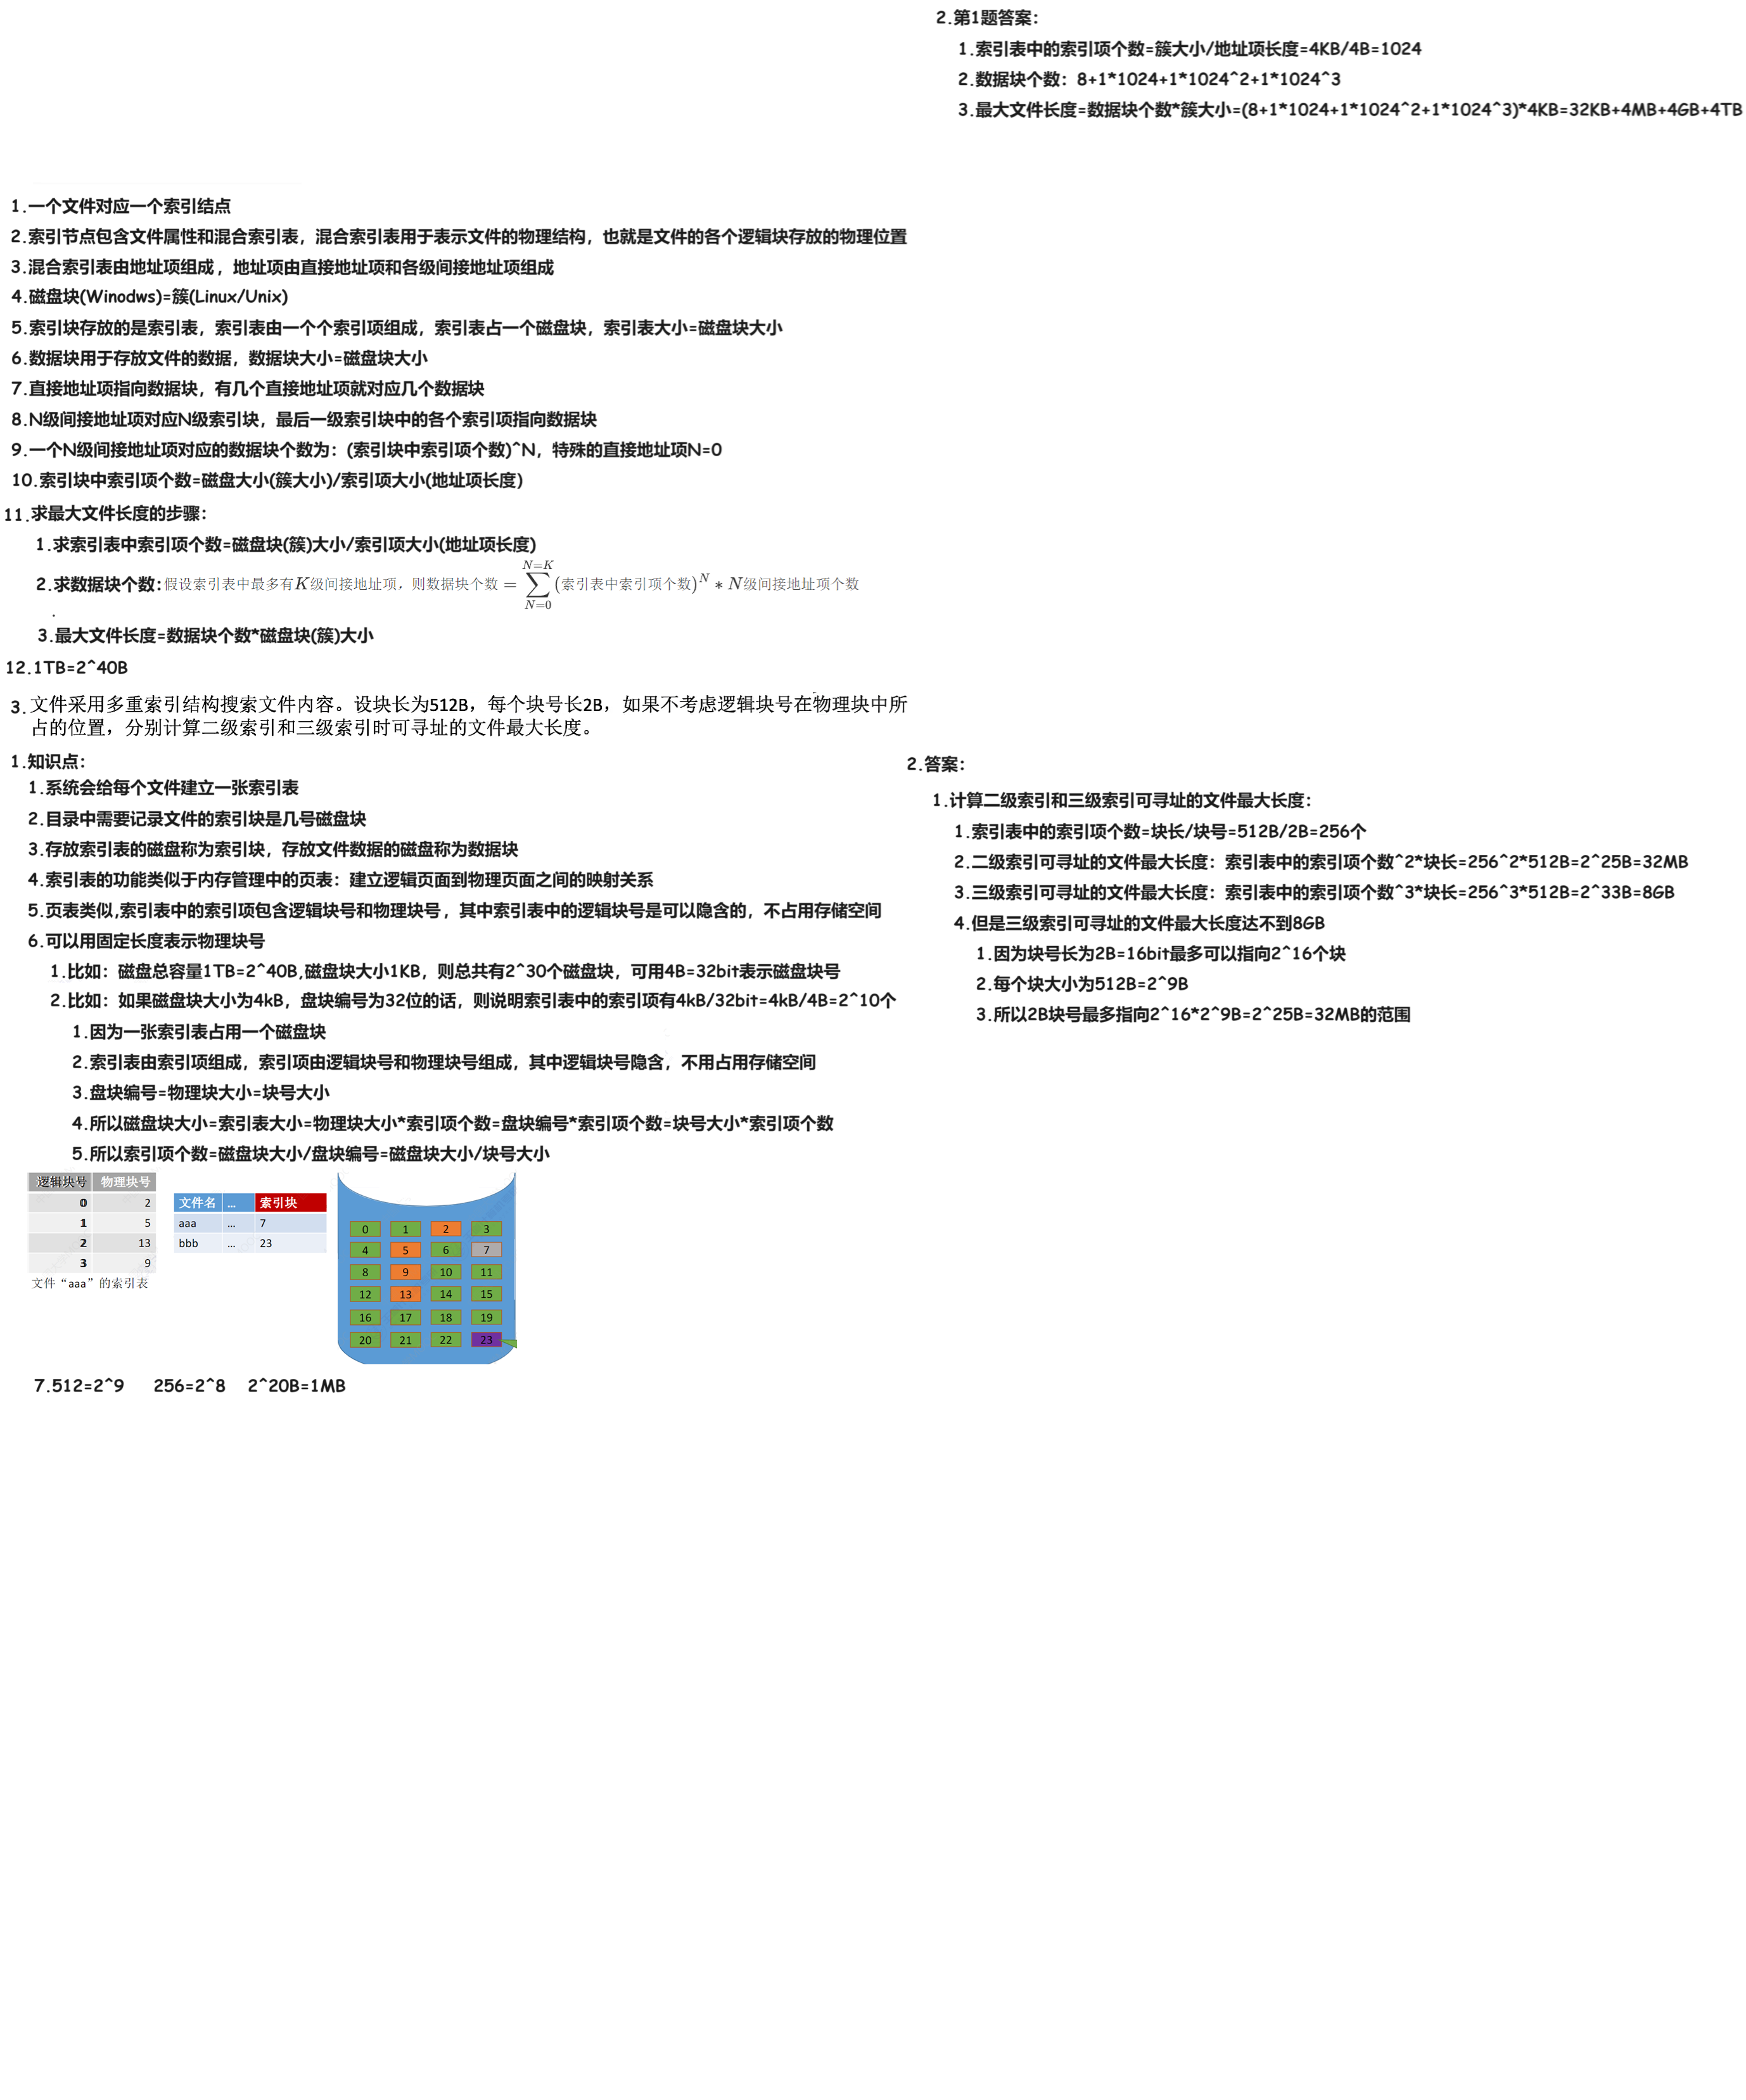 2.第1题答案：
1.索引表中的索引项个数=簇大小/地址项长度=4KB/4B=1024
2.数据块个数：8+1*1024+1*1024^2+1*1024^3
3.最大文件长度=数据块个数*簇大小=(8+1*1024+1*1024^2+1*1024^3)*4KB=32KB+4MB+4GB+4TB
1.一个文件对应一个索引结点
2.索引节点包含文件属性和混合索引表，混合索引表用于表示文件的物理结构，也就是文件的各个逻辑块存放的物理位置
3.混合索引表由地址项组成，地址项由直接地址项和各级间接地址项组成
4.磁盘块(Winodws)=簇(Linux/Unix)
5.索引块存放的是索引表，索引表由一个个索引项组成，索引表占一个磁盘块，索引表大小=磁盘块大小
6.数据块用于存放文件的数据，数据块大小=磁盘块大小
7.直接地址项指向数据块，有几个直接地址项就对应几个数据块
8.N级间接地址项对应N级索引块，最后一级索引块中的各个索引项指向数据块
9.一个N级间接地址项对应的数据块个数为：(索引块中索引项个数)^N，特殊的直接地址项N=0
10.索引块中索引项个数=磁盘大小(簇大小)/索引项大小(地址项长度)
11.求最大文件长度的步骤：
1.求索引表中索引项个数=磁盘块(簇)大小/索引项大小(地址项长度)
2.求数据块个数:假设索引表中最多有K级间接地址项，则数据块个数 = \sum_{N=0}^{N=K}(索引表中索引项个数)^N * N级间接地址项个数
.
3.最大文件长度=数据块个数*磁盘块(簇)大小
12.1TB=2^40B
3.文件采用多重索引结构搜索文件内容。设块长为512B，每个块号长2B，如果不考虑逻辑块号在物理块中所
占的位置，分别计算二级索引和三级索引时可寻址的文件最大长度。
1.知识点：
1.系统会给每个文件建立一张索引表
2.目录中需要记录文件的索引块是几号磁盘块
3.存放索引表的磁盘称为索引块，存放文件数据的磁盘称为数据块
4.索引表的功能类似于内存管理中的页表：建立逻辑页面到物理页面之间的映射关系
5.页表类似,索引表中的索引项包含逻辑块号和物理块号，其中索引表中的逻辑块号是可以隐含的，不占用存储空间
6.可以用固定长度表示物理块号
1.比如：磁盘总容量1TB=2^40B,磁盘块大小1KB，则总共有2^30个磁盘块，可用4B=32bit表示磁盘块号
2.比如：如果磁盘块大小为4kB，盘块编号为32位的话，则说明索引表中的索引项有4kB/32bit=4kB/4B=2^10个
1.因为一张索引表占用一个磁盘块
2.索引表由索引项组成，索引项由逻辑块号和物理块号组成，其中逻辑块号隐含，不用占用存储空间
3.盘块编号=物理块大小=块号大小
4.所以磁盘块大小=索引表大小=物理块大小*索引项个数=盘块编号*索引项个数=块号大小*索引项个数
5.所以索引项个数=磁盘块大小/盘块编号=磁盘块大小/块号大小
逻辑块号 物理块号
0 2
1 5
2 13
3 9
文件“aaa”的索引表
文件名 ... 索引块
aaa ... 7
bbb ... 23
0 1 2 3
4 5 6 7
8 9 10 11
12 13 14 15
16 17 18 19
20 21 22 23
7.512=2^9 256=2^8 2^20B=1MB
2.答案：
1.计算二级索引和三级索引可寻址的文件最大长度：
1.索引表中的索引项个数=块长/块号=512B/2B=256个
2.二级索引可寻址的文件最大长度：索引表中的索引项个数^2*块长=256^2*512B=2^25B=32MB
3.三级索引可寻址的文件最大长度：索引表中的索引项个数^3*块长=256^3*512B=2^33B=8GB
4.但是三级索引可寻址的文件最大长度达不到8GB
1.因为块号长为2B=16bit最多可以指向2^16个块
2.每个块大小为512B=2^9B
3.所以2B块号最多指向2^16*2^9B=2^25B=32MB的范围